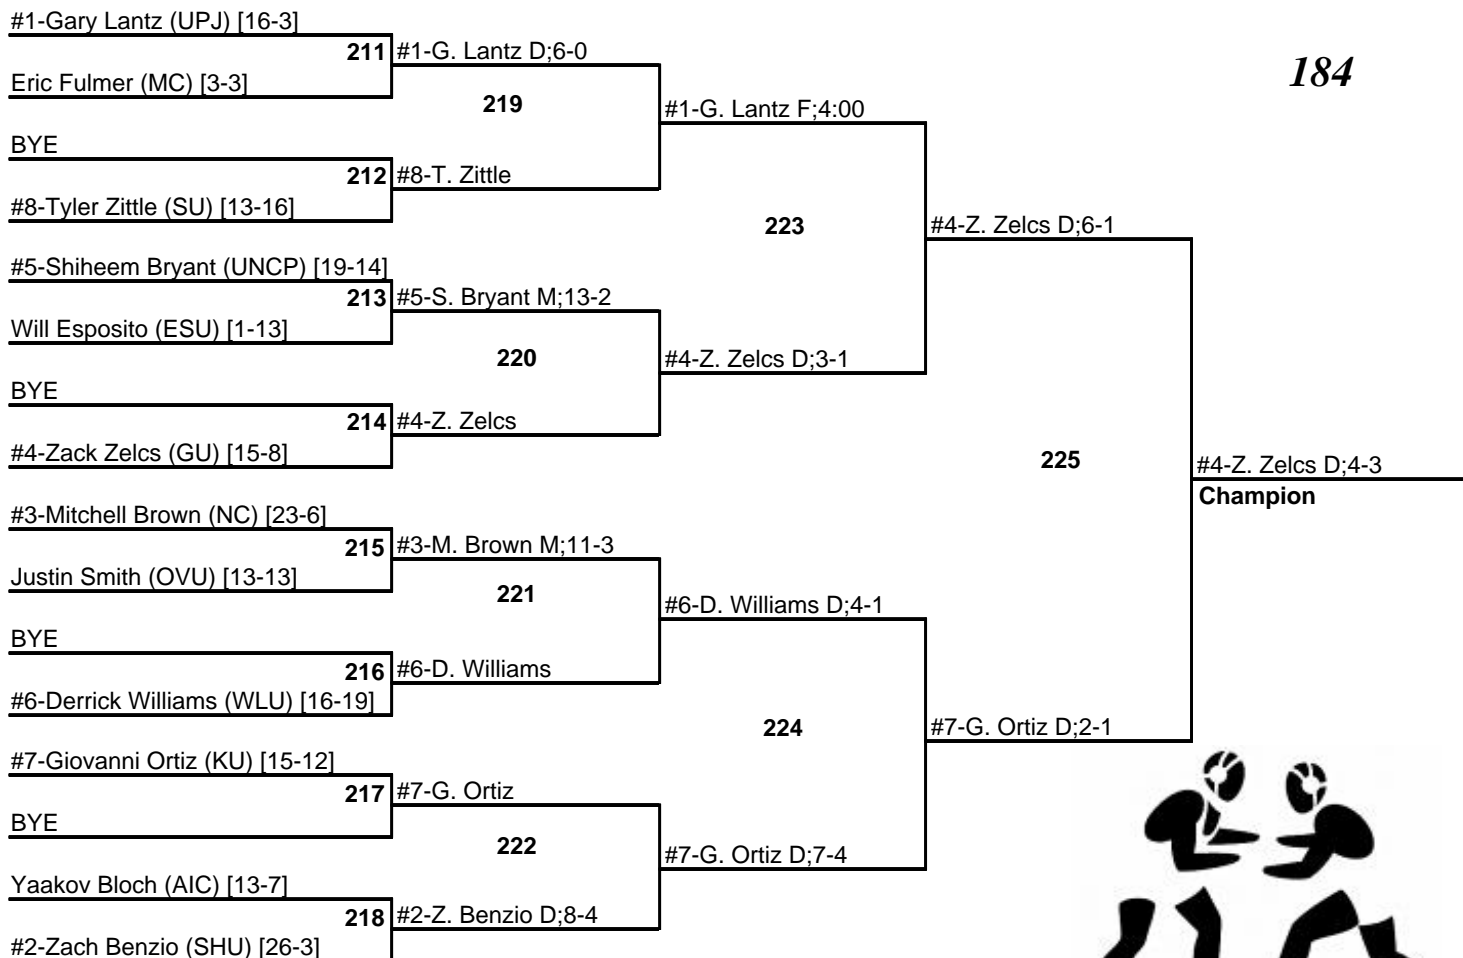 #1-Gary Lantz (UPJ) [16-3]
211 #1-G. Lantz D;6-0
184
Eric Fulmer (MC) [3-3]
219
#1-G. Lantz F;4:00
BYE
212 #8-T. Zittle
#8-Tyler Zittle (SU) [13-16]
223
#4-Z. Zelcs D;6-1
#5-Shiheem Bryant (UNCP) [19-14]
213 #5-S. Bryant M;13-2
Will Esposito (ESU) [1-13]
220
#4-Z. Zelcs D;3-1
BYE
214 #4-Z. Zelcs
#4-Zack Zelcs (GU) [15-8]
225
#4-Z. Zelcs D;4-3
Champion
#3-Mitchell Brown (NC) [23-6]
215 #3-M. Brown M;11-3
Justin Smith (OVU) [13-13]
221
#6-D. Williams D;4-1
BYE
216 #6-D. Williams
#6-Derrick Williams (WLU) [16-19]
224
#7-G. Ortiz D;2-1
#7-Giovanni Ortiz (KU) [15-12]
217 #7-G. Ortiz
BYE
222
#7-G. Ortiz D;7-4
Yaakov Bloch (AIC) [13-7]
218 #2-Z. Benzio D;8-4
#2-Zach Benzio (SHU) [26-3]